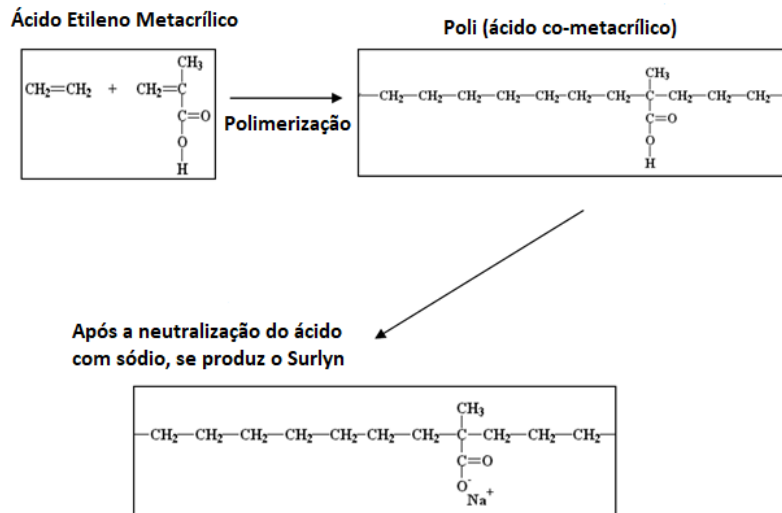 Ácido Etileno Metacrílico
CH₂=CH₂ + CH₂=C
CH₃
C=O
O
H
Polimerização
Poli (ácido co-metacrílico)
CH₃
—CH₂—CH₂—CH₂—CH₂—CH₂—CH₂—CH₂—C—CH₂—CH₂—CH₂—
C=O
O
H
Após a neutralização do ácido
com sódio, se produz o Surlyn
CH₃
—CH₂—CH₂—CH₂—CH₂—CH₂—CH₂—CH₂—C—CH₂—CH₂—CH₂—
C=O
O⁻
Na⁺